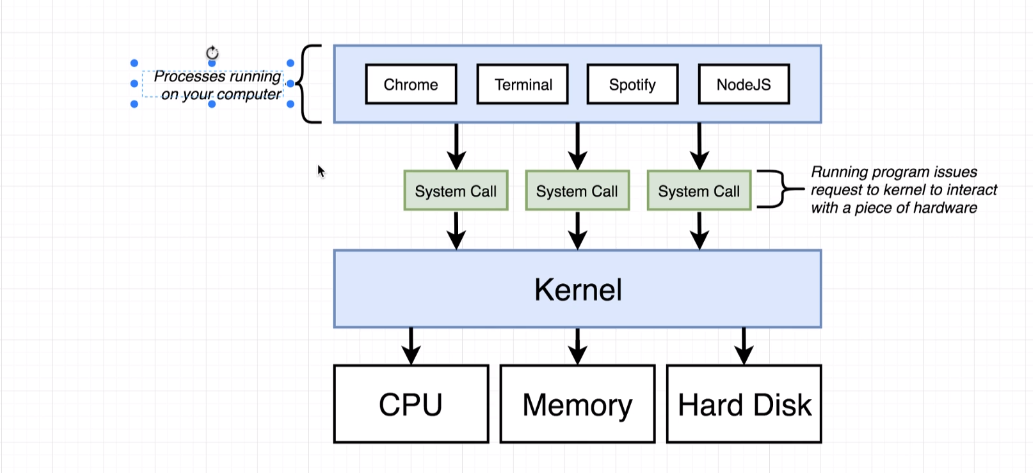 Processes running
on your computer
Chrome
Terminal
Spotify
NodeJS
System Call
System Call
System Call
Running program issues
request to kernel to interact
with a piece of hardware
Kernel
CPU
Memory
Hard Disk